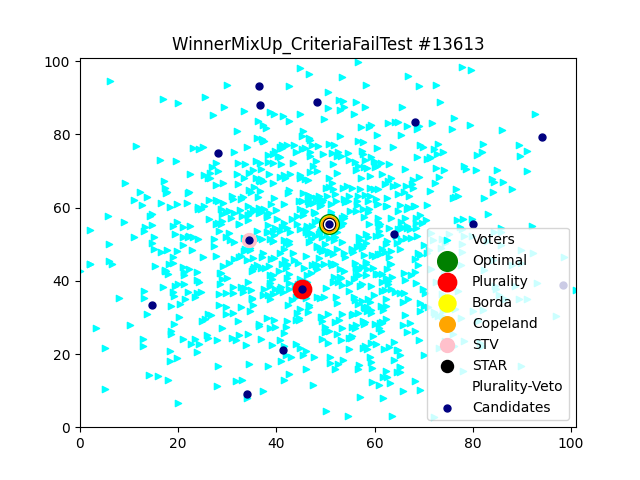 WinnerMixUp_CriteriaFailTest #13613
100
80
60
40
20
0
0 20 40 60 80 100
Voters
Optimal
Plurality
Borda
Copeland
STV
STAR
Plurality-Veto
Candidates